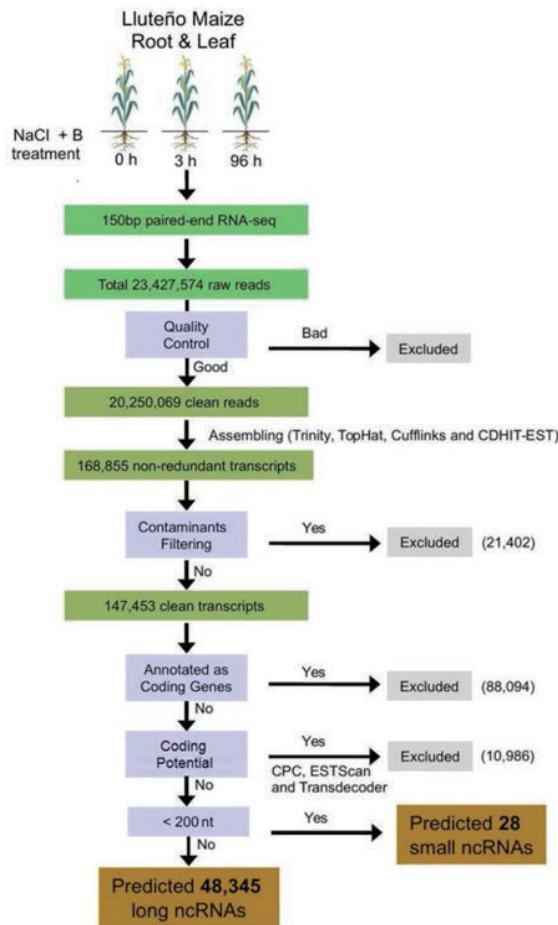 Lluteño Maize
Root & Leaf
NaCl + B
treatment
0 h
3 h
96 h
150bp paired-end RNA-seq
Total 23,427,574 raw reads
Quality
Control
Bad
Excluded
Good
20,250,069 clean reads
Assembling (Trinity, TopHat, Cufflinks and CDHIT-EST)
168,855 non-redundant transcripts
Contaminants
Filtering
Yes
Excluded
(21,402)
No
147,453 clean transcripts
Annotated as
Coding Genes
Yes
Excluded
(88,094)
No
Coding
Potential
Yes
CPC, ESTScan
and Transdecoder
Excluded
(10,986)
No
< 200 nt
Yes
Predicted 28
small ncRNAs
No
Predicted 48,345
long ncRNAs